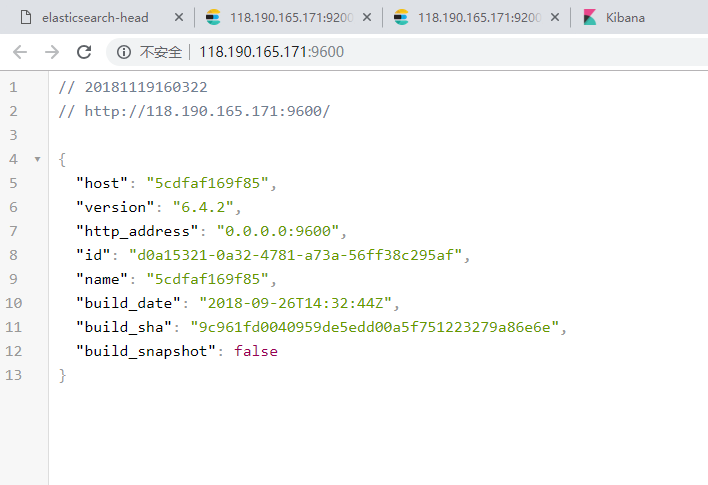 elasticsearch-head
118.190.165.171:9200
118.190.165.171:9200
Kibana
不安全 118.190.165.171:9600
1 // 20181119160322
2 // http://118.190.165.171:9600/
3
4 {
5 "host": "5cdfaf169f85",
6 "version": "6.4.2",
7 "http_address": "0.0.0.0:9600",
8 "id": "d0a15321-0a32-4781-a73a-56ff38c295af",
9 "name": "5cdfaf169f85",
10 "build_date": "2018-09-26T14:32:44Z",
11 "build_sha": "9c961fd0040959de5edd00a5f751223279a86e6e",
12 "build_snapshot": false
13 }